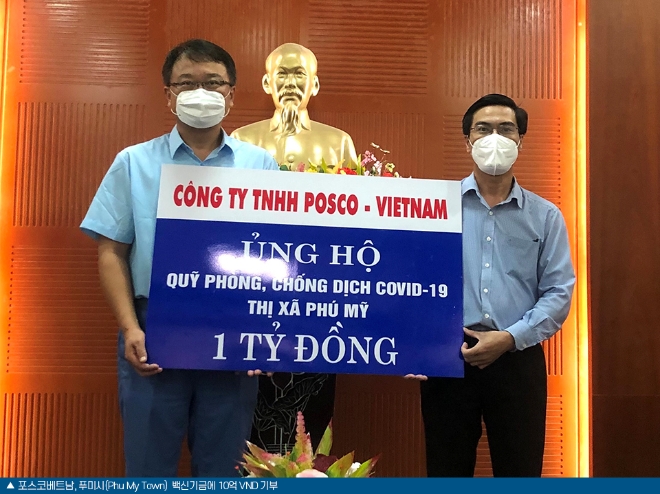 CÔNG TY TNHH POSCO - VIETNAM
ỦNG HỘ
QUỸ PHÒNG, CHỐNG DỊCH COVID-19
THỊ XÃ PHÚ MỸ
1 TỶ ĐỒNG
▲ 포스코베트남, 푸미시(Phu My Town) 백신기금에 10억 VND 기부